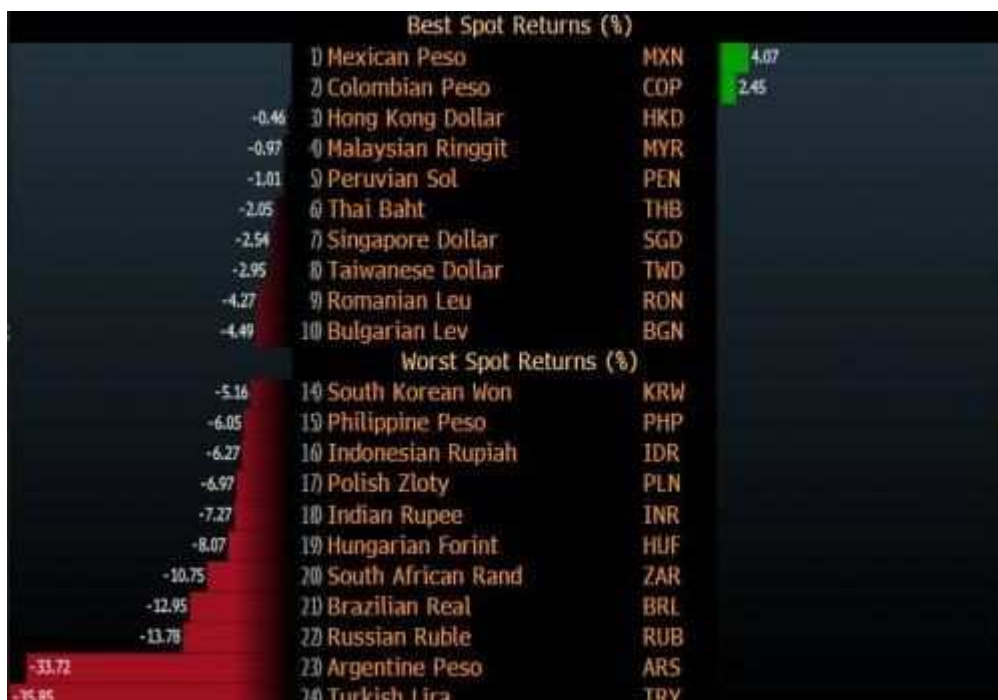 Best Spot Returns (%)
1) Mexican Peso MXN 4.07
2) Colombian Peso COP 2.45
-0.46 3) Hong Kong Dollar HKD
-0.97 4) Malaysian Ringgit MYR
-1.01 5) Peruvian Sol PEN
-2.05 6) Thai Baht THB
-2.54 7) Singapore Dollar SGD
-2.95 8) Taiwanese Dollar TWD
-4.27 9) Romanian Leu RON
-4.49 10) Bulgarian Lev BGN
Worst Spot Returns (%)
-5.16 14) South Korean Won KRW
-6.05 15) Philippine Peso PHP
-6.27 16) Indonesian Rupiah IDR
-6.97 17) Polish Zloty PLN
-7.27 18) Indian Rupee INR
-8.07 19) Hungarian Forint HUF
-10.75 20) South African Rand ZAR
-12.95 21) Brazilian Real BRL
-13.78 22) Russian Ruble RUB
-33.72 23) Argentine Peso ARS
-35.85 24) Turkish Lira TRY